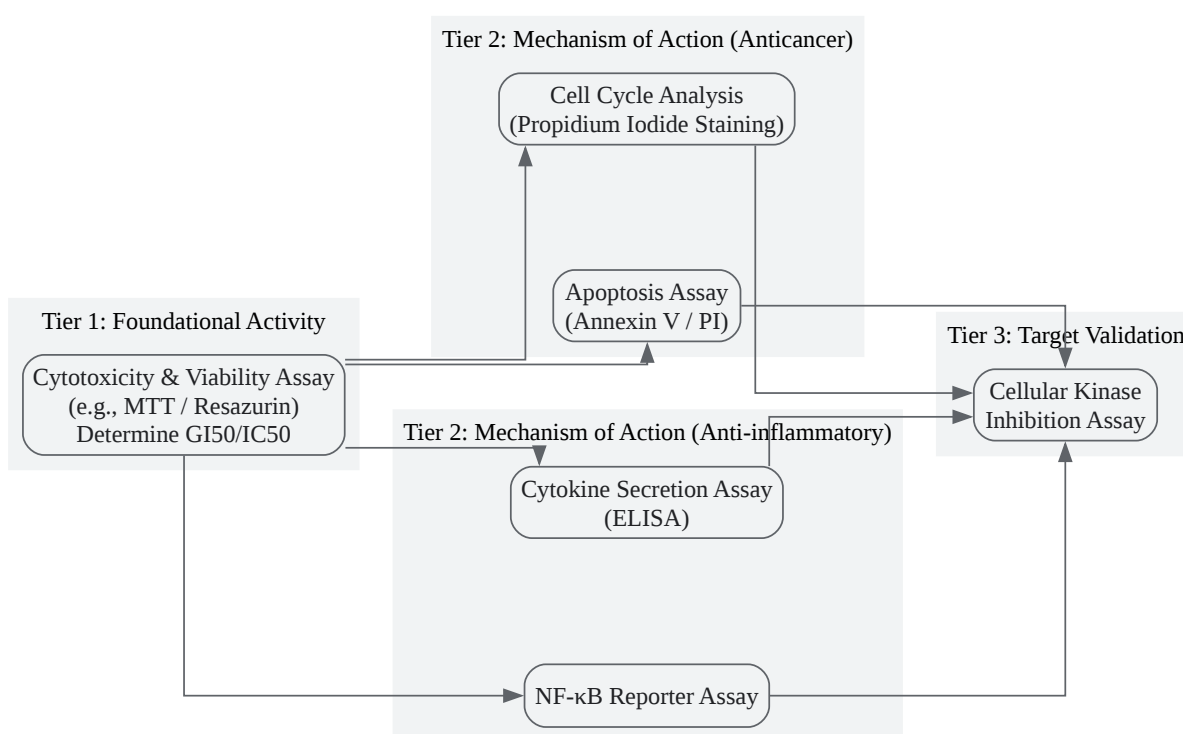 Tier 2: Mechanism of Action (Anticancer)
Cell Cycle Analysis
(Propidium Iodide Staining)
Apoptosis Assay
(Annexin V / PI)
Tier 1: Foundational Activity
Cytotoxicity & Viability Assay
(e.g., MTT / Resazurin)
Determine GI50/IC50
Tier 3: Target Validation
Cellular Kinase
Inhibition Assay
Tier 2: Mechanism of Action (Anti-inflammatory)
Cytokine Secretion Assay
(ELISA)
NF-κB Reporter Assay